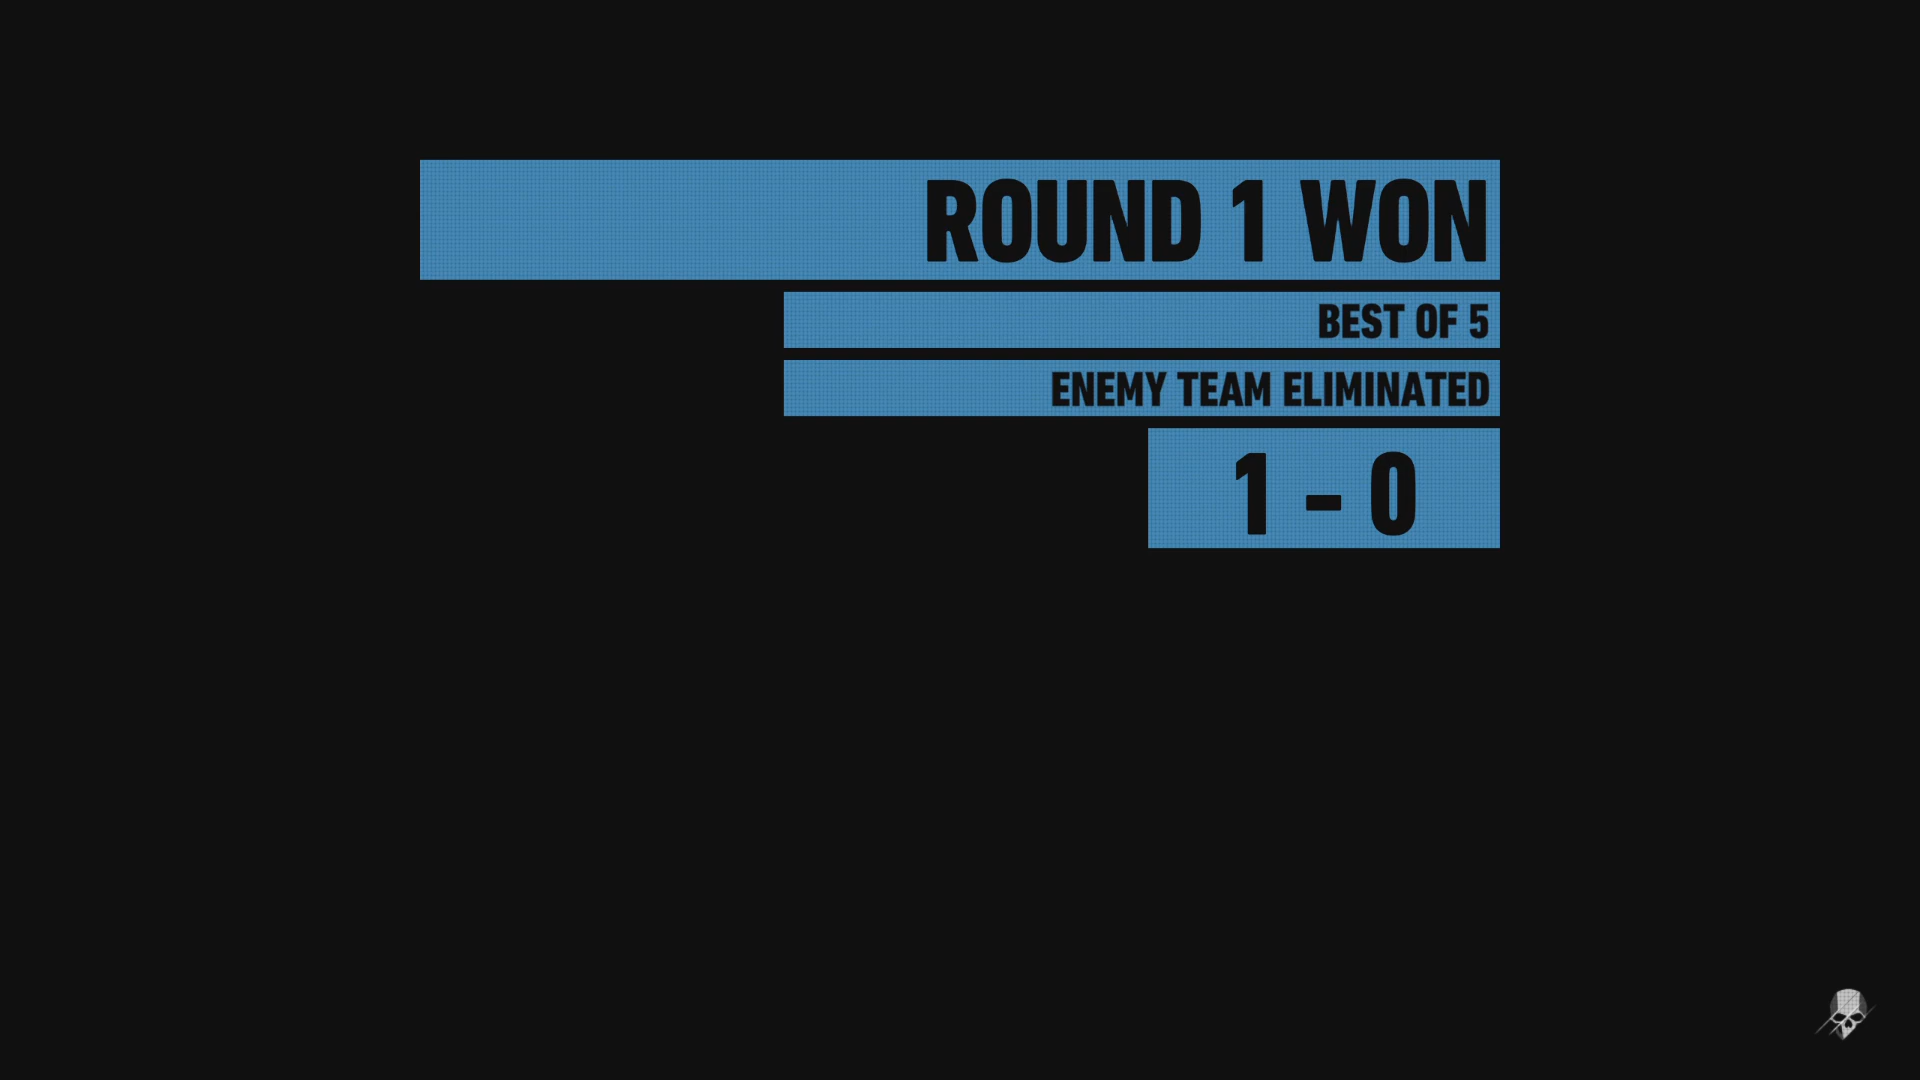 ROUND 1 WON
BEST OF 5
ENEMY TEAM ELIMINATED
1 - 0